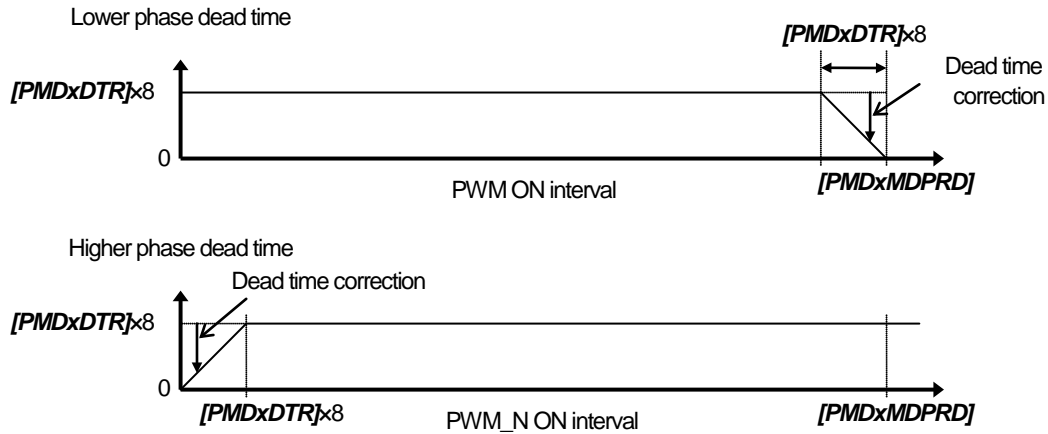 Lower phase dead time
[PMDxDTR]×8
[PMDxDTR]×8
Dead time
correction
0
PWM ON interval
[PMDxMDPRD]
Higher phase dead time
Dead time correction
[PMDxDTR]×8
0
[PMDxDTR]×8
PWM_N ON interval
[PMDxMDPRD]